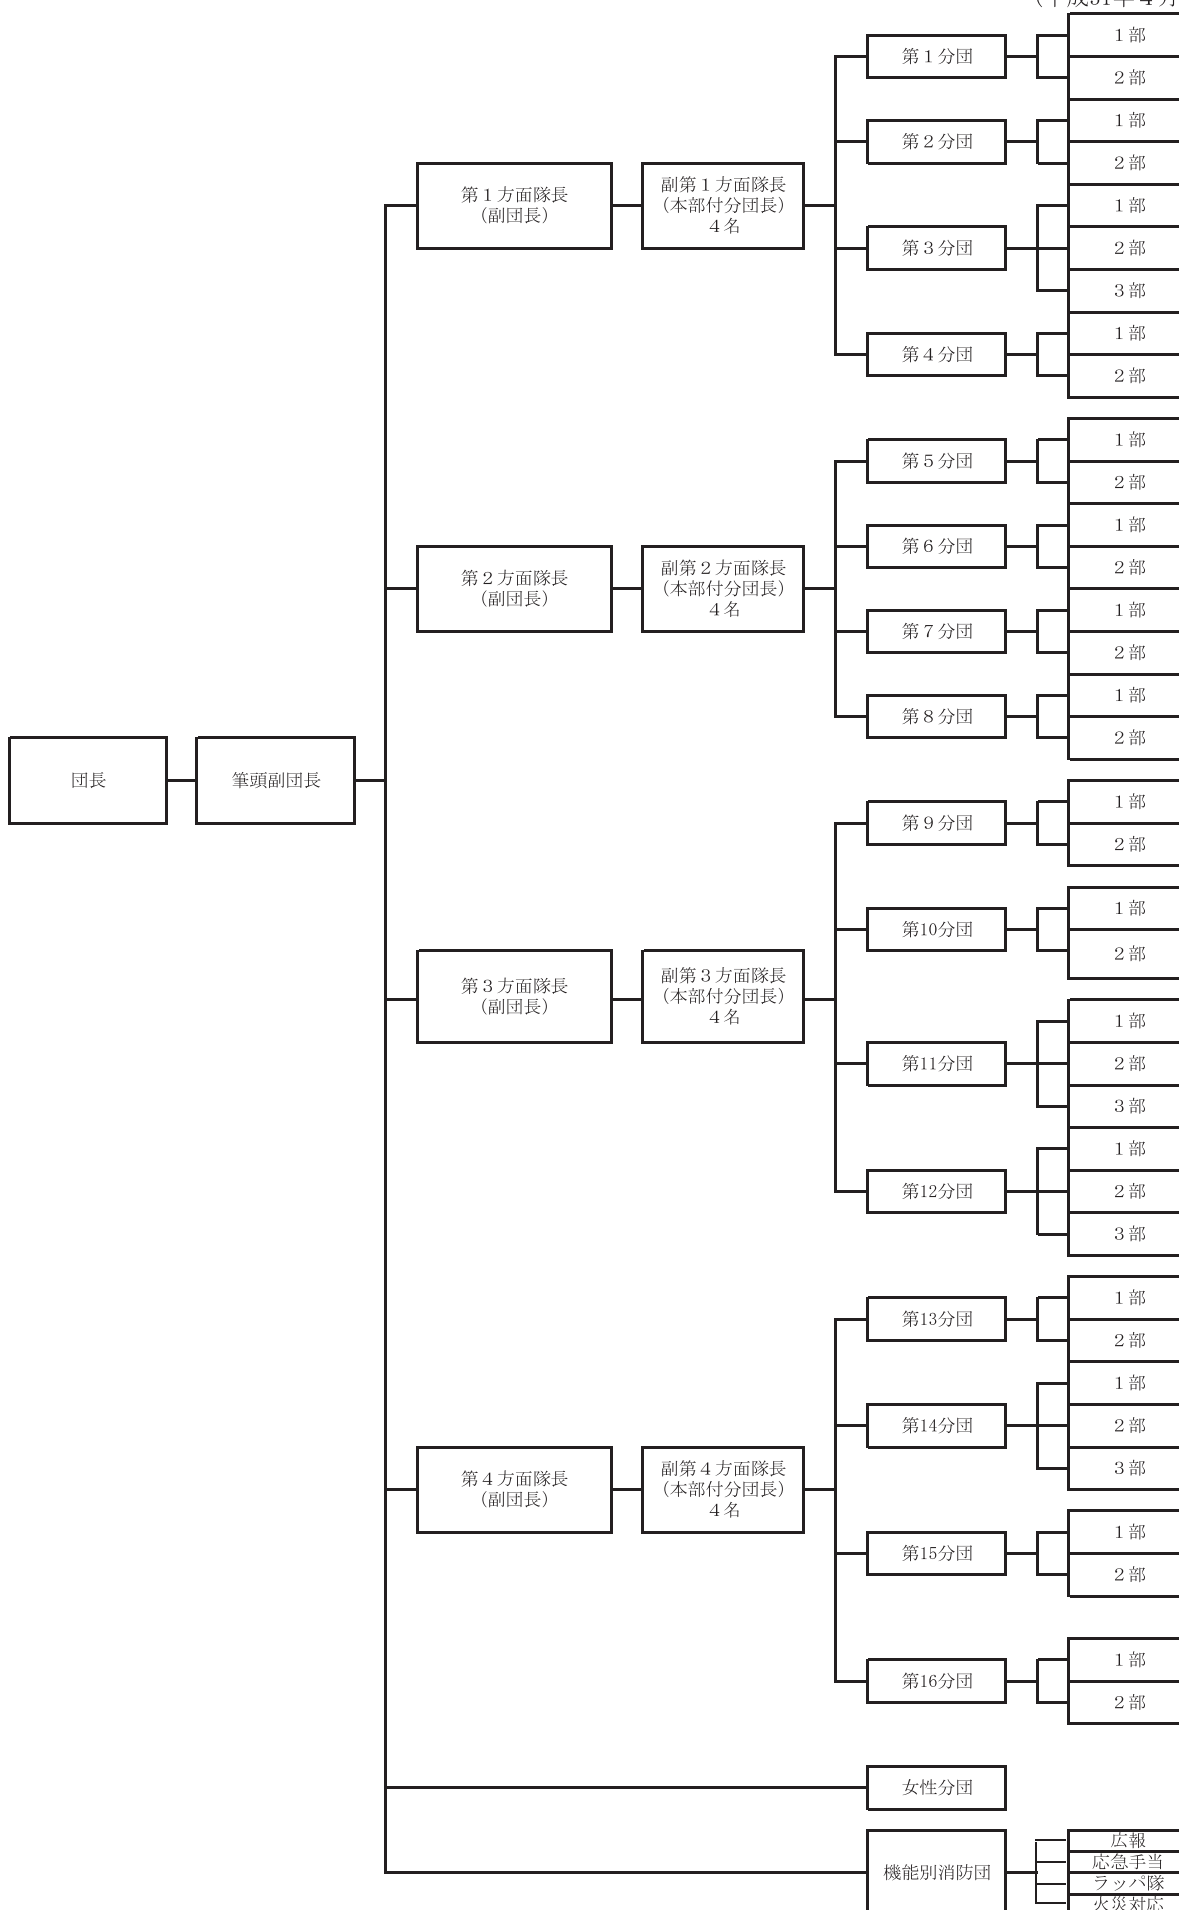 （平成31年４月
団長
筆頭副団長
第１方面隊長
（副団長）
副第１方面隊長
（本部付分団長）
４名
第１分団
１部
２部
第２分団
１部
２部
第３分団
１部
２部
３部
第４分団
１部
２部
第２方面隊長
（副団長）
副第２方面隊長
（本部付分団長）
４名
第５分団
１部
２部
第６分団
１部
２部
第７分団
１部
２部
第８分団
１部
２部
第３方面隊長
（副団長）
副第３方面隊長
（本部付分団長）
４名
第９分団
１部
２部
第10分団
１部
２部
第11分団
１部
２部
３部
第12分団
１部
２部
３部
第４方面隊長
（副団長）
副第４方面隊長
（本部付分団長）
４名
第13分団
１部
２部
第14分団
１部
２部
３部
第15分団
１部
２部
第16分団
１部
２部
女性分団
機能別消防団
広報
応急手当
ラッパ隊
火災対応